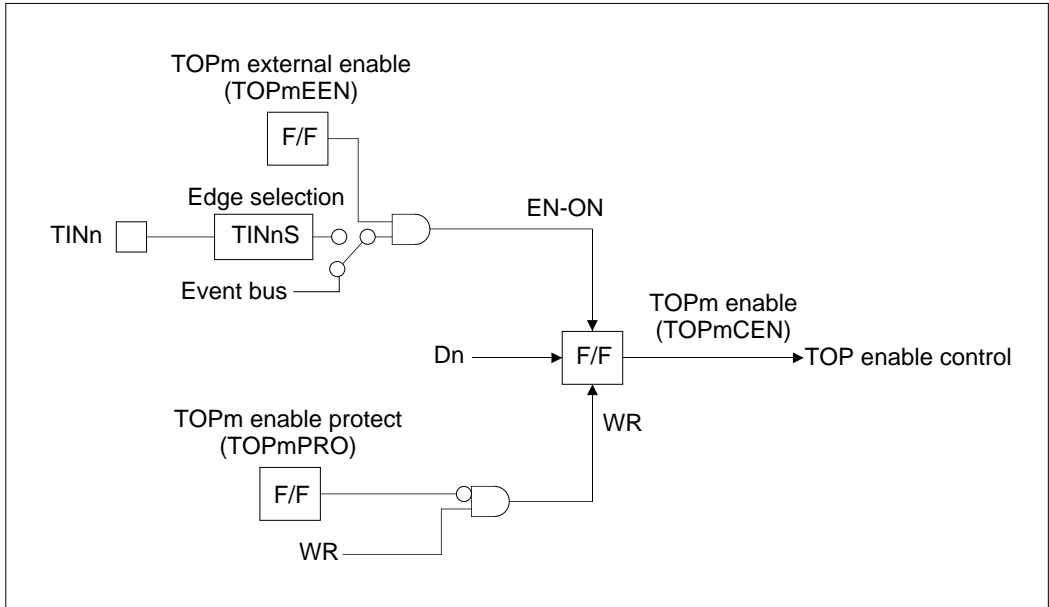 TOPm external enable
(TOPmEEN)
F/F
Edge selection
TINn
TINnS
EN-ON
Event bus
TOPm enable
(TOPmCEN)
Dn
F/F
TOP enable control
TOPm enable protect
(TOPmPRO)
WR
F/F
WR